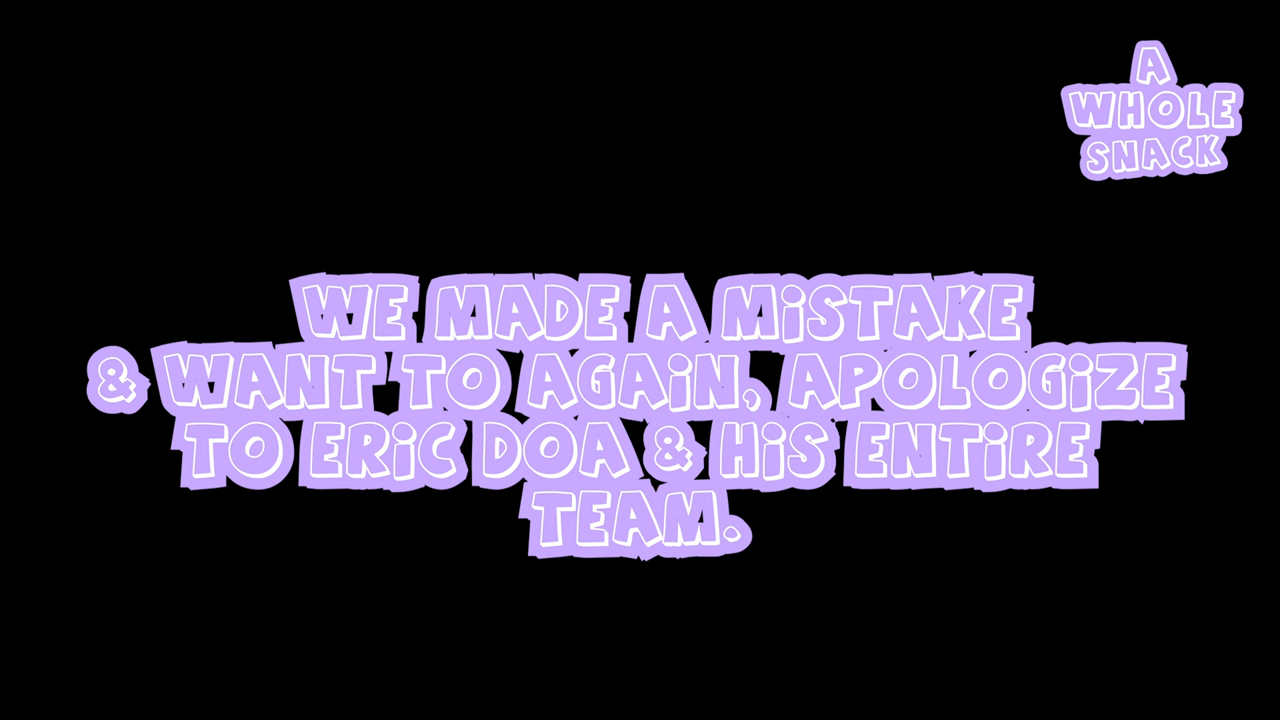 A
WHOLE
SNACK
WE MADE A MiSTAKE
& WANT TO AGAiN, APOLOGiZE
TO ERiC DOA & HiS ENTiRE
TEAM.